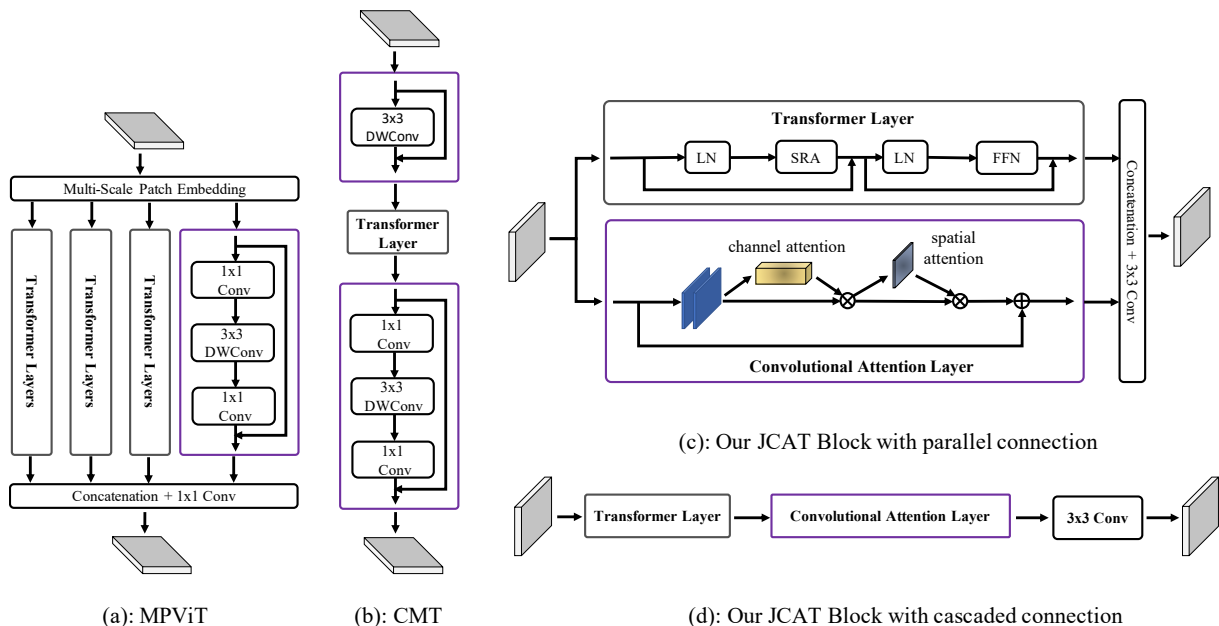 Multi-Scale Patch Embedding
Transformer Layers
Transformer Layers
Transformer Layers
1x1
Conv
3x3
DWConv
1x1
Conv
Concatenation + 1x1 Conv
(a): MPViT
3x3
DWConv
Transformer
Layer
1x1
Conv
3x3
DWConv
1x1
Conv
(b): CMT
Transformer Layer
LN
SRA
LN
FFN
channel attention
spatial
attention
Convolutional Attention Layer
Concatenation + 3x3 Conv
(c): Our JCAT Block with parallel connection
Transformer Layer
Convolutional Attention Layer
3x3 Conv
(d): Our JCAT Block with cascaded connection